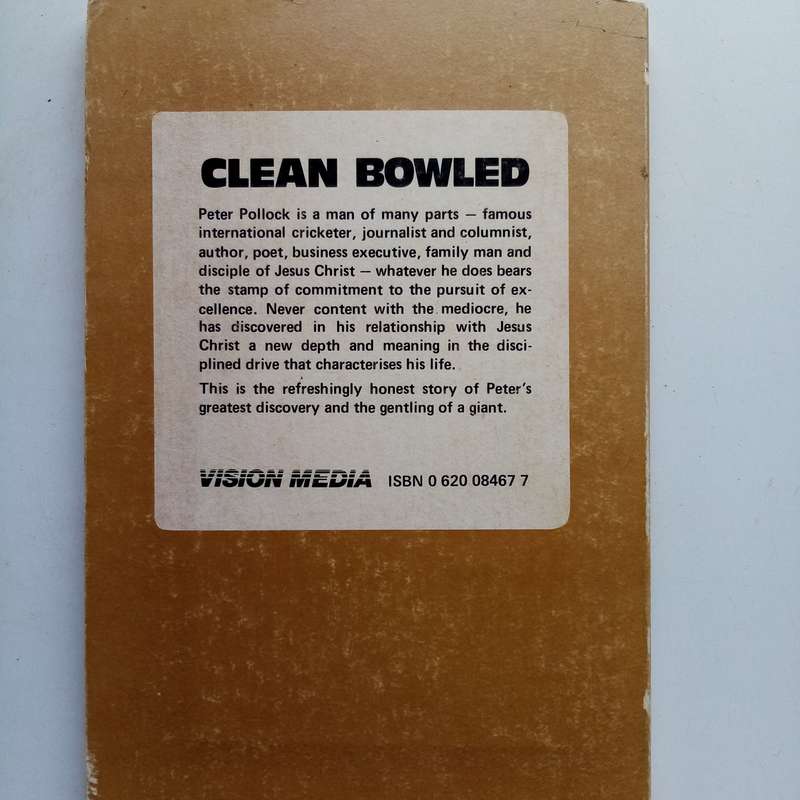 CLEAN BOWLED
Peter Pollock is a man of many parts — famous
international cricketer, journalist and columnist,
author, poet, business executive, family man and
disciple of Jesus Christ — whatever he does bears
the stamp of commitment to the pursuit of ex-
cellence. Never content with the mediocre, he
has discovered in his relationship with Jesus
Christ a new depth and meaning in the disci-
plined drive that characterises his life.
This is the refreshingly honest story of Peter's
greatest discovery and the gentling of a giant.
VISION MEDIA ISBN 0 620 08467 7